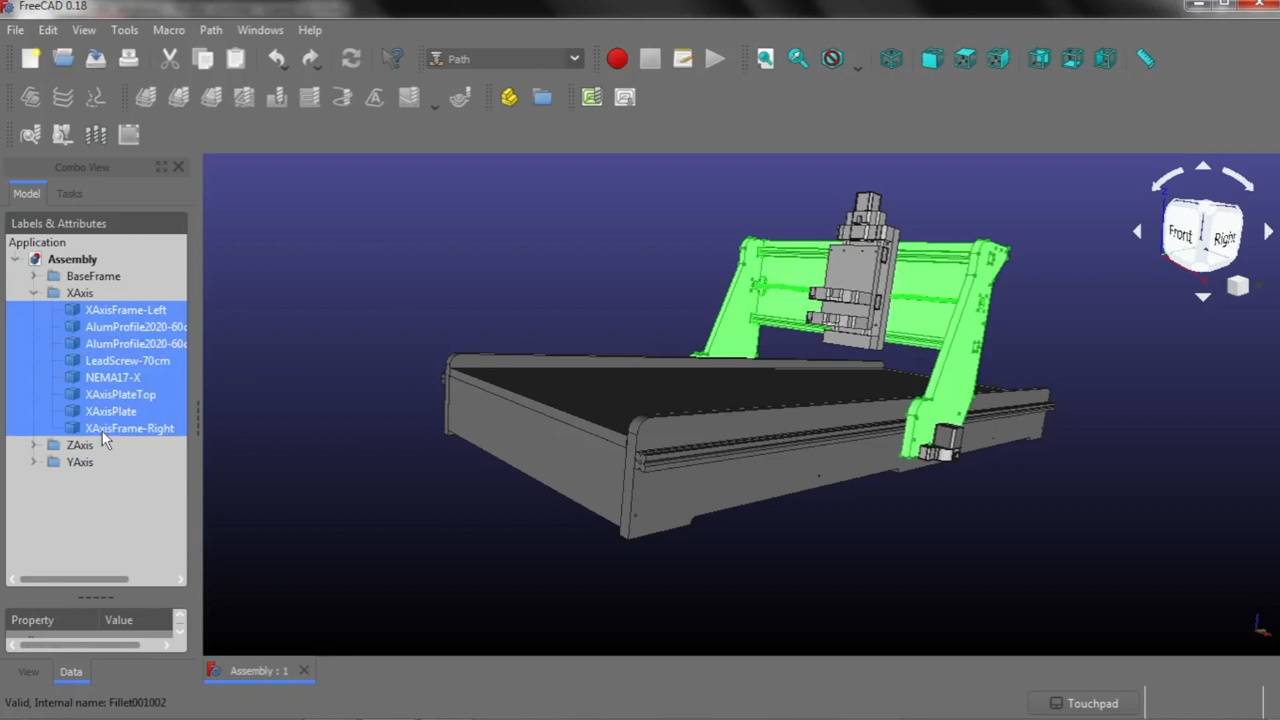 FreeCAD 0.18
File Edit View Tools Macro Path Windows Help
Path
Combo View
Model Tasks
Labels & Attributes
Application
Assembly
BaseFrame
XAxis
XAxisFrame-Left
AlumProfile2020-60c
AlumProfile2020-60c
LeadScrew-70cm
NEMA17-X
XAxisPlateTop
XAxisPlate
XAxisFrame-Right
ZAxis
YAxis
Property Value
View Data
Assembly : 1
Valid, Internal name: Fillet001002
Touchpad
Front Right
Z